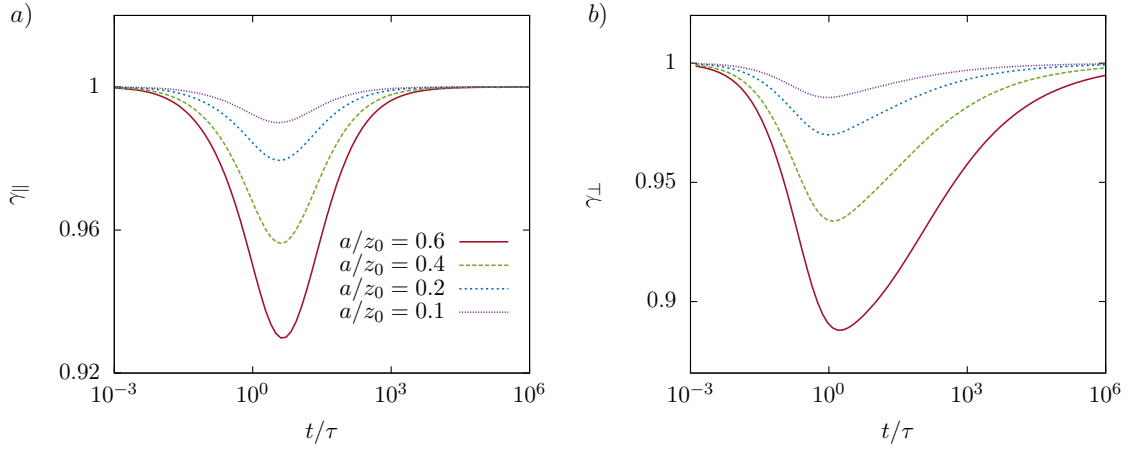 a)
1
0.96
0.92
γ∥
10⁻³
10⁰
10³
10⁶
t/τ
a/z₀ = 0.6
a/z₀ = 0.4
a/z₀ = 0.2
a/z₀ = 0.1
b)
1
0.95
0.9
γ⊥
10⁻³
10⁰
10³
10⁶
t/τ